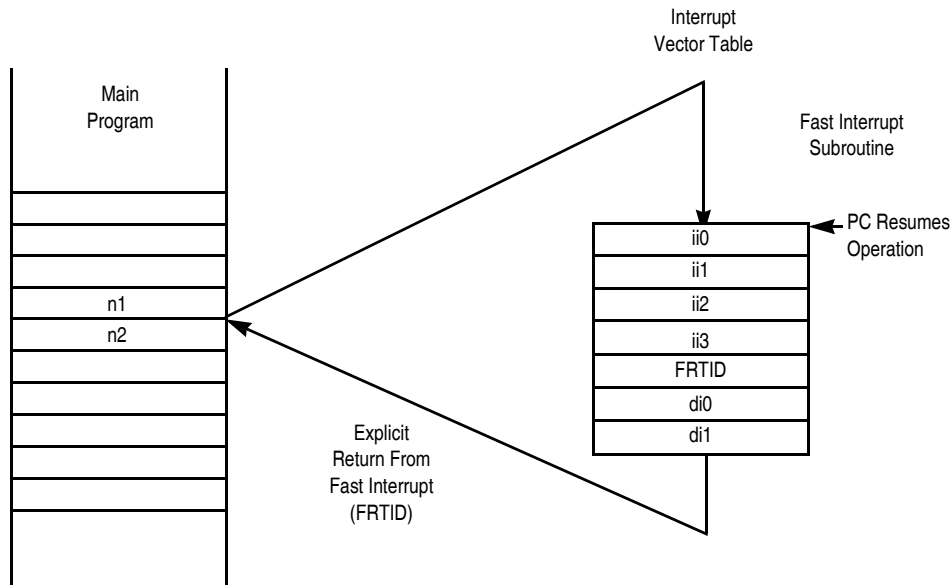 Interrupt
Vector Table
Main
Program
Fast Interrupt
Subroutine
PC Resumes
Operation
ii0
ii1
ii2
n1
ii3
n2
FRTID
di0
di1
Explicit
Return From
Fast Interrupt
(FRTID)